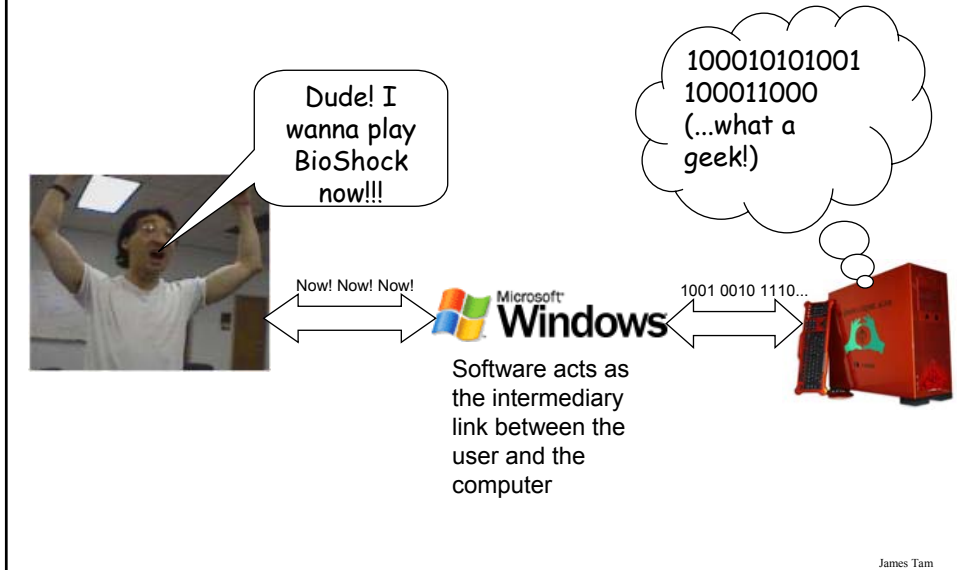 Dude! I
wanna play
BioShock
now!!!
100010101001
100011000
(...what a
geek!)
Now! Now! Now!
Microsoft
Windows
1001 0010 1110...
Software acts as
the intermediary
link between the
user and the
computer
James Tam